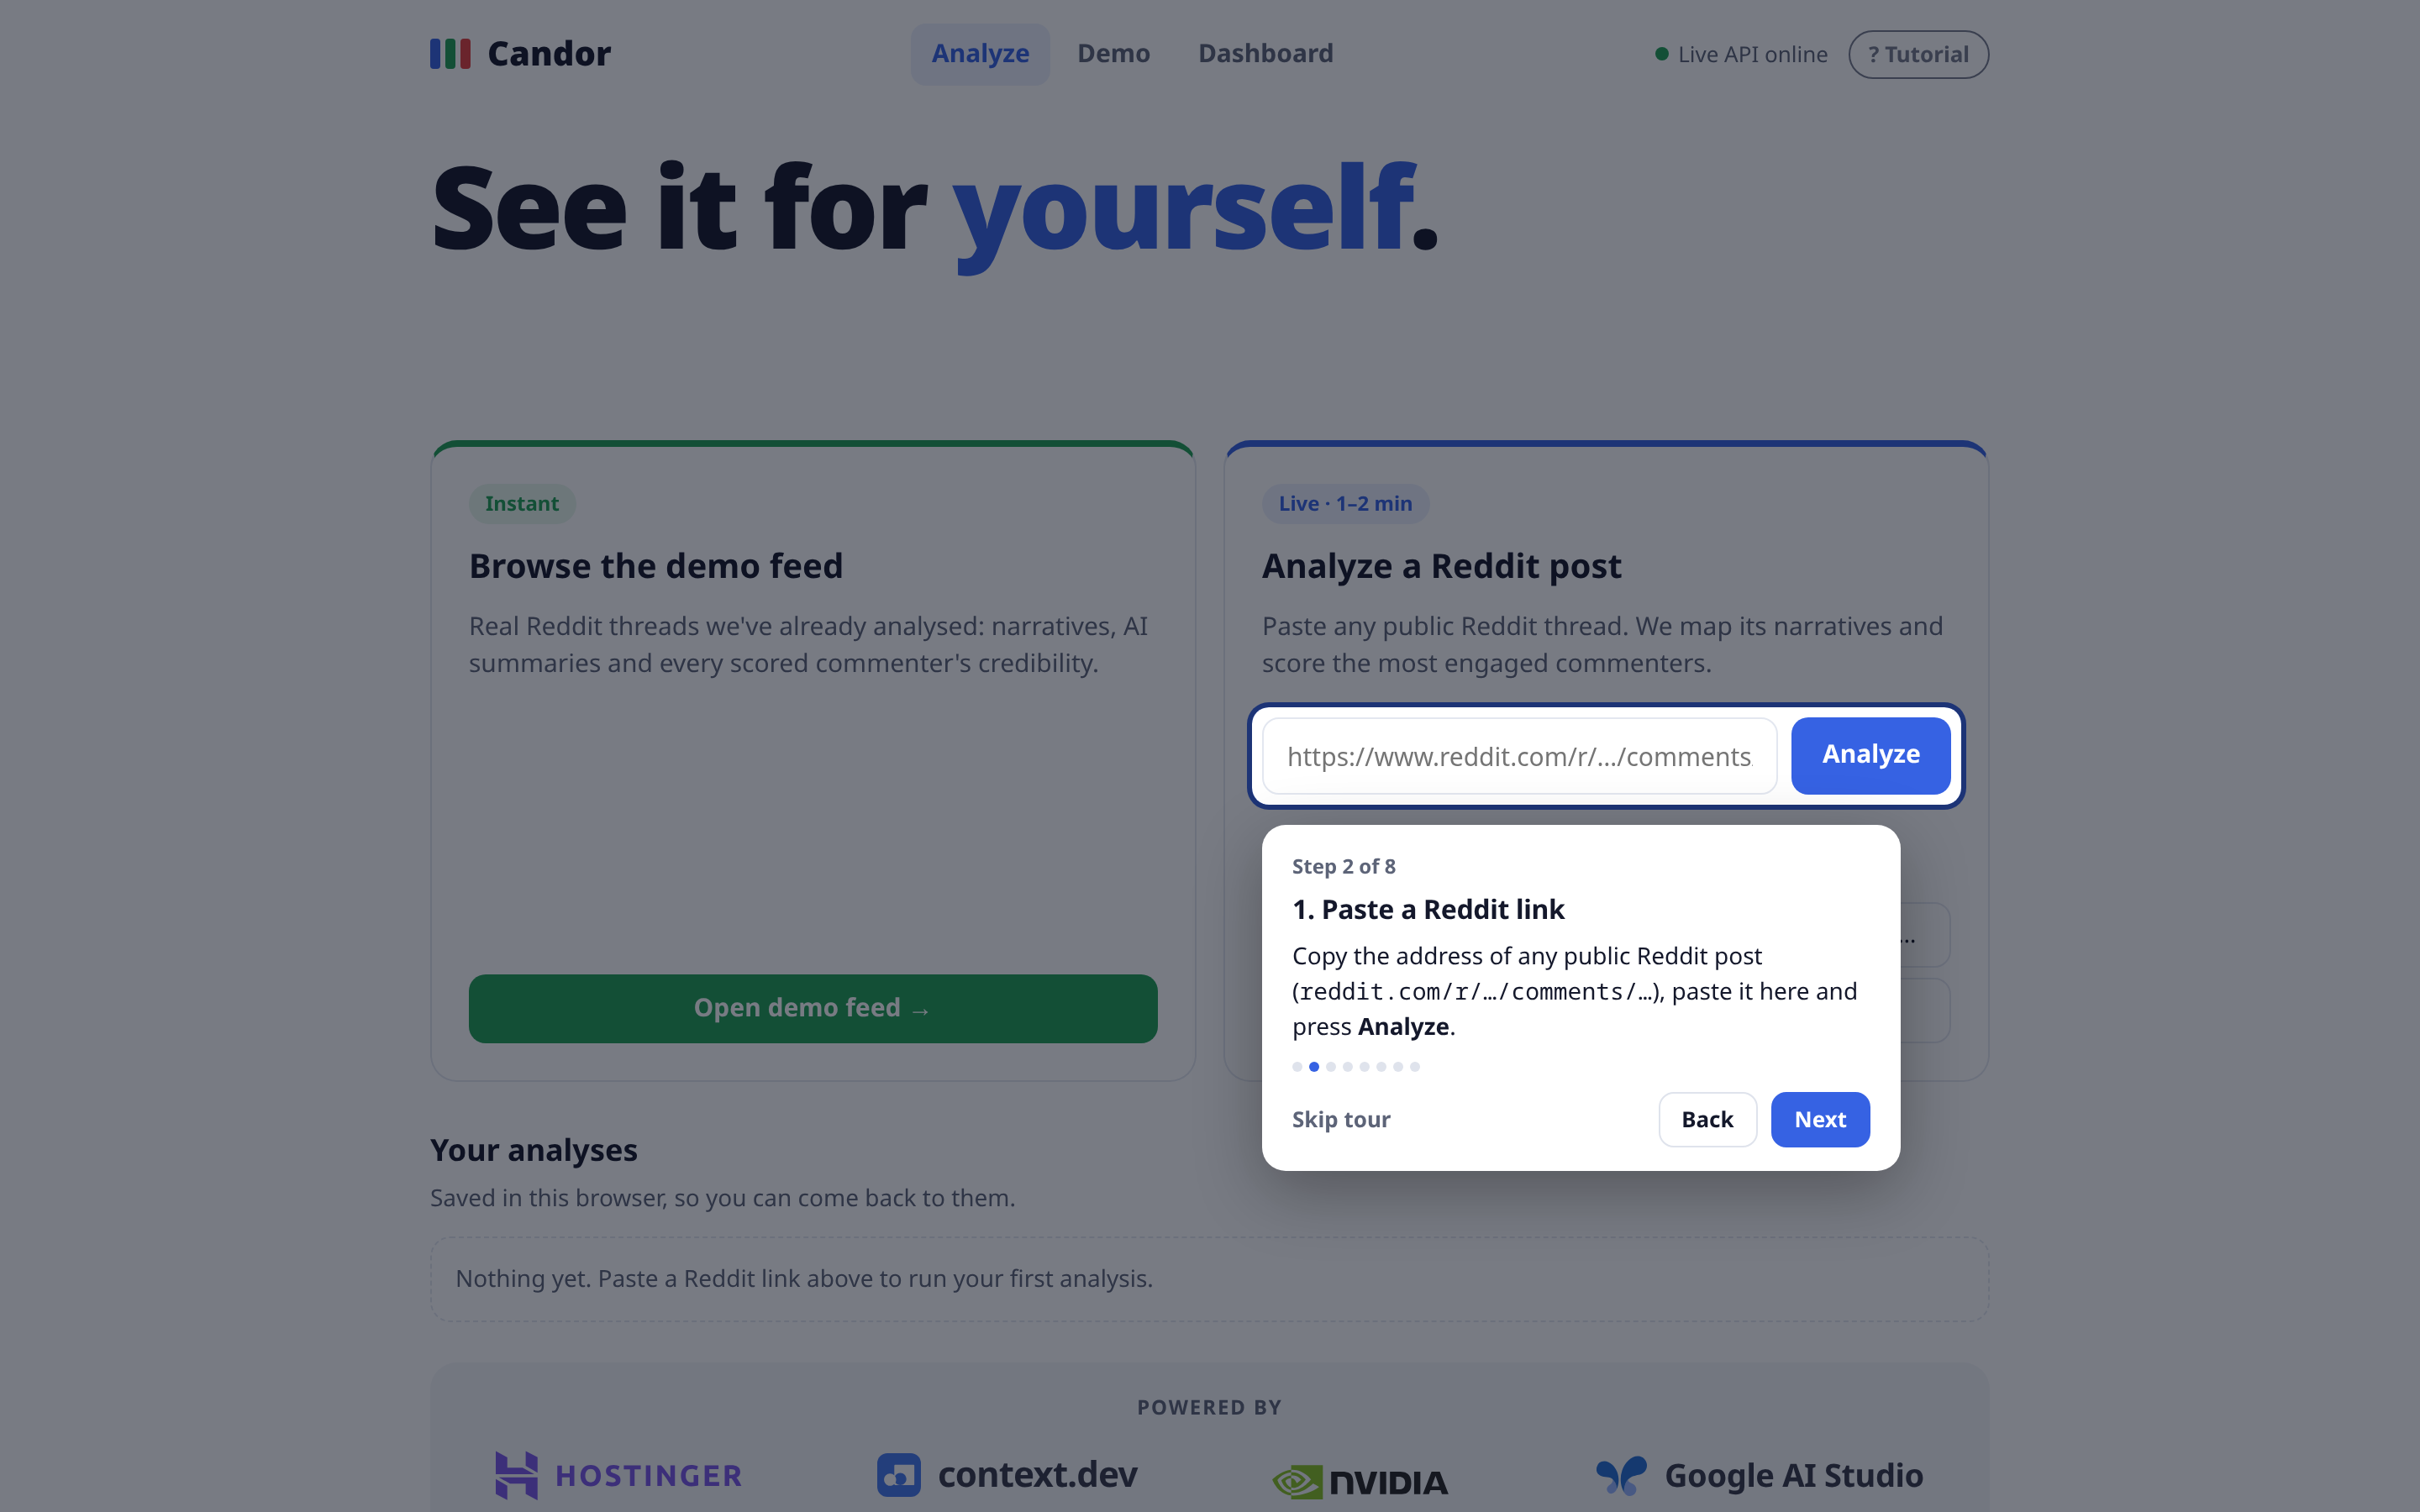 Candor
Analyze
Demo
Dashboard
Live API online
? Tutorial
See it for yourself.
Instant
Browse the demo feed
Real Reddit threads we've already analysed: narratives, AI
summaries and every scored commenter's credibility.
Open demo feed →
Live · 1–2 min
Analyze a Reddit post
Paste any public Reddit thread. We map its narratives and
score the most engaged commenters.
https://www.reddit.com/r/…/comments
Analyze
Step 2 of 8
1. Paste a Reddit link
Copy the address of any public Reddit post
(reddit.com/r/…/comments/…), paste it here and
press Analyze.
Skip tour
Back
Next
…
Your analyses
Saved in this browser, so you can come back to them.
Nothing yet. Paste a Reddit link above to run your first analysis.
POWERED BY
HOSTINGER
context.dev
NVIDIA
Google AI Studio